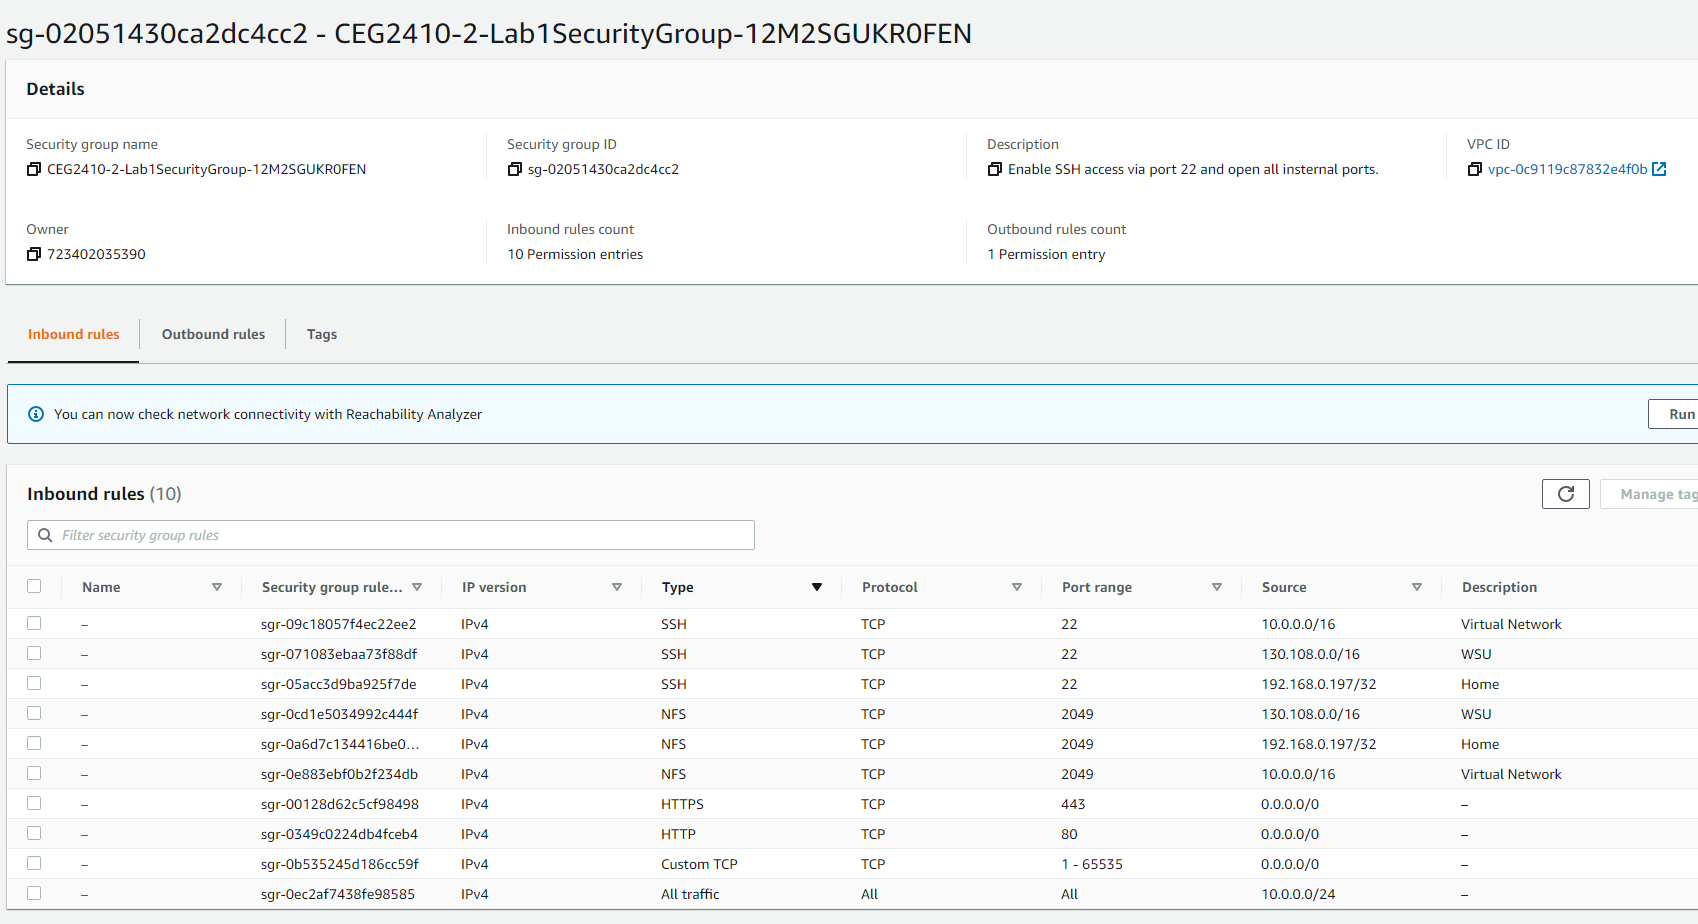 sg-02051430ca2dc4cc2 - CEG2410-2-Lab1SecurityGroup-12M2SGUKR0FEN
Details
Security group name
CEG2410-2-Lab1SecurityGroup-12M2SGUKR0FEN
Security group ID
sg-02051430ca2dc4cc2
Description
Enable SSH access via port 22 and open all insternal ports.
VPC ID
vpc-0c9119c87832e4f0b
Owner
723402035390
Inbound rules count
10 Permission entries
Outbound rules count
1 Permission entry
Inbound rules Outbound rules Tags
You can now check network connectivity with Reachability Analyzer Run
Inbound rules (10) Manage tag
Filter security group rules
Name Security group rule... IP version Type Protocol Port range Source Description
– sgr-09c18057f4ec22ee2 IPv4 SSH TCP 22 10.0.0.0/16 Virtual Network
– sgr-071083ebaa73f88df IPv4 SSH TCP 22 130.108.0.0/16 WSU
– sgr-05acc3d9ba925f7de IPv4 SSH TCP 22 192.168.0.197/32 Home
– sgr-0cd1e5034992c444f IPv4 NFS TCP 2049 130.108.0.0/16 WSU
– sgr-0a6d7c134416be0... IPv4 NFS TCP 2049 192.168.0.197/32 Home
– sgr-0e883ebf0b2f234db IPv4 NFS TCP 2049 10.0.0.0/16 Virtual Network
– sgr-00128d62c5cf98498 IPv4 HTTPS TCP 443 0.0.0.0/0 –
– sgr-0349c0224db4fceb4 IPv4 HTTP TCP 80 0.0.0.0/0 –
– sgr-0b535245d186cc59f IPv4 Custom TCP TCP 1 - 65535 0.0.0.0/0 –
– sgr-0ec2af7438fe98585 IPv4 All traffic All All 10.0.0.0/24 –